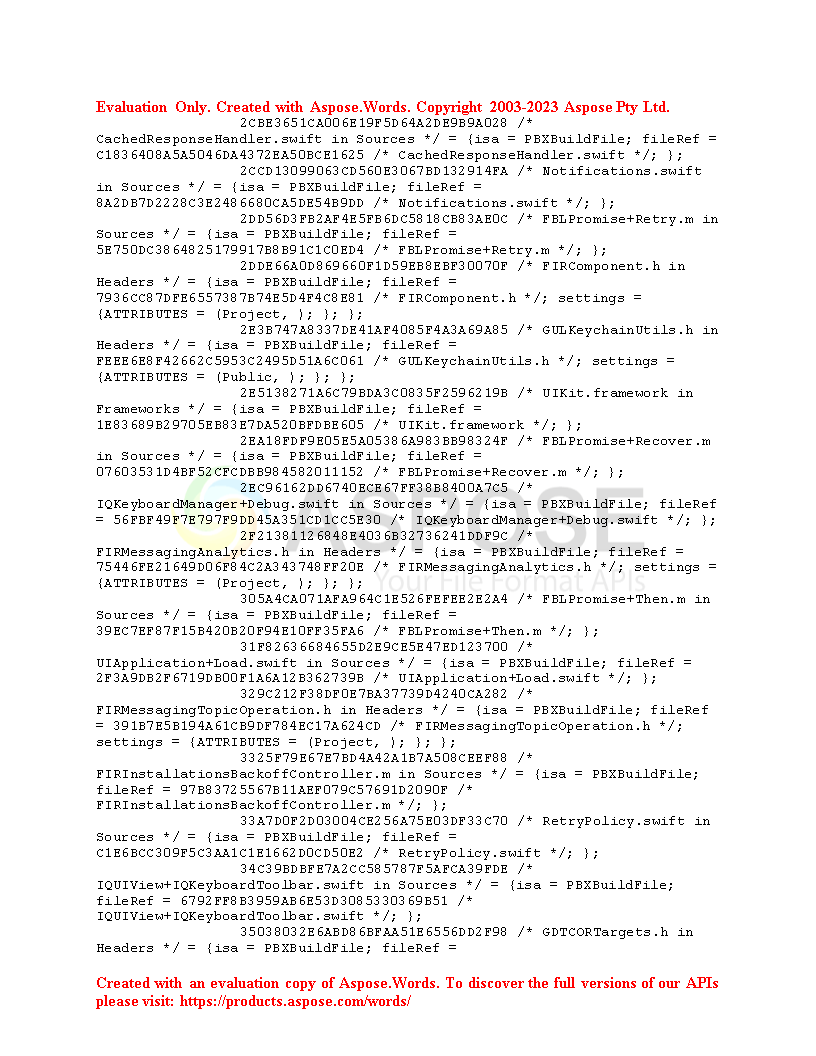 Evaluation Only. Created with Aspose.Words. Copyright 2003-2023 Aspose Pty Ltd.
2CBE3651CA006E19F5D64A2DE9B9A028 /*
CachedResponseHandler.swift in Sources */ = {isa = PBXBuildFile; fileRef =
C1836408A5A5046DA4372EA50BCE1625 /* CachedResponseHandler.swift */; };
2CCD13099063CD560E3067BD132914FA /* Notifications.swift
in Sources */ = {isa = PBXBuildFile; fileRef =
8A2DB7D2228C3E2486680CA5DE54B9DD /* Notifications.swift */; };
2DD56D3FB2AF4E5FB6DC5818CB83AE0C /* FBLPromise+Retry.m in
Sources */ = {isa = PBXBuildFile; fileRef =
5E750DC3864825179917B8B91C1C0ED4 /* FBLPromise+Retry.m */; };
2DDE66A0D869660F1D59EB8EBF30070F /* FIRComponent.h in
Headers */ = {isa = PBXBuildFile; fileRef =
7936CC87DFE6557387B74E5D4F4C8E81 /* FIRComponent.h */; settings =
{ATTRIBUTES = (Project, ); }; };
2E3B747A8337DE41AF4085F4A3A69A85 /* GULKeychainUtils.h in
Headers */ = {isa = PBXBuildFile; fileRef =
FEEE6E8F42662C5953C2495D51A6C061 /* GULKeychainUtils.h */; settings =
{ATTRIBUTES = (Public, ); }; };
2E5138271A6C79BDA3C0835F2596219B /* UIKit.framework in
Frameworks */ = {isa = PBXBuildFile; fileRef =
1E83689B29705EB83E7DA520BFDBE605 /* UIKit.framework */; };
2EA18FDF9E05E5A05386A983BB98324F /* FBLPromise+Recover.m
in Sources */ = {isa = PBXBuildFile; fileRef =
07603531D4BF52CFCDBB984582011152 /* FBLPromise+Recover.m */; };
2EC96162DD6740ECE67FF38B8400A7C5 /*
IQKeyboardManager+Debug.swift in Sources */ = {isa = PBXBuildFile; fileRef
= 56FBF49F7E797F9DD45A351CD1CC5E30 /* IQKeyboardManager+Debug.swift */; };
2F21381126848E4036B32736241DDF9C /*
FIRMessagingAnalytics.h in Headers */ = {isa = PBXBuildFile; fileRef =
75446FE21649D06F84C2A343748FF20E /* FIRMessagingAnalytics.h */; settings =
{ATTRIBUTES = (Project, ); }; };
305A4CA071AFA964C1E526FEFEE2E2A4 /* FBLPromise+Then.m in
Sources */ = {isa = PBXBuildFile; fileRef =
39EC7EF87F15B420B20F94E10FF35FA6 /* FBLPromise+Then.m */; };
31F82636684655D2E9CE5E47ED123700 /*
UIApplication+Load.swift in Sources */ = {isa = PBXBuildFile; fileRef =
2F3A9DB2F6719DB00F1A6A12B362739B /* UIApplication+Load.swift */; };
329C212F38DF0E7BA37739D4240CA282 /*
FIRMessagingTopicOperation.h in Headers */ = {isa = PBXBuildFile; fileRef
= 391B7E5B194A61CB9DF784EC17A624CD /* FIRMessagingTopicOperation.h */;
settings = {ATTRIBUTES = (Project, ); }; };
3325F79E67E7BD4A42A1B7A508CEEF88 /*
FIRInstallationsBackoffController.m in Sources */ = {isa = PBXBuildFile;
fileRef = 97B83725567B11AEF079C57691D2090F /*
FIRInstallationsBackoffController.m */; };
33A7D0F2D03004CE256A75E03DF33C70 /* RetryPolicy.swift in
Sources */ = {isa = PBXBuildFile; fileRef =
C1E6BCC309F5C3AA1C1E1662D0CD50E2 /* RetryPolicy.swift */; };
34C39BDBFE7A2CC585787F5AFCA39FDE /*
IQUIView+IQKeyboardToolbar.swift in Sources */ = {isa = PBXBuildFile;
fileRef = 6792FF8B3959AB6E53D3085330369B51 /*
IQUIView+IQKeyboardToolbar.swift */; };
35038032E6ABD86BFAA51E6556DD2F98 /* GDTCORTargets.h in
Headers */ = {isa = PBXBuildFile; fileRef =
ASPOSE
Your File Format APIs
Created with an evaluation copy of Aspose.Words. To discover the full versions of our APIs
please visit: https://products.aspose.com/words/